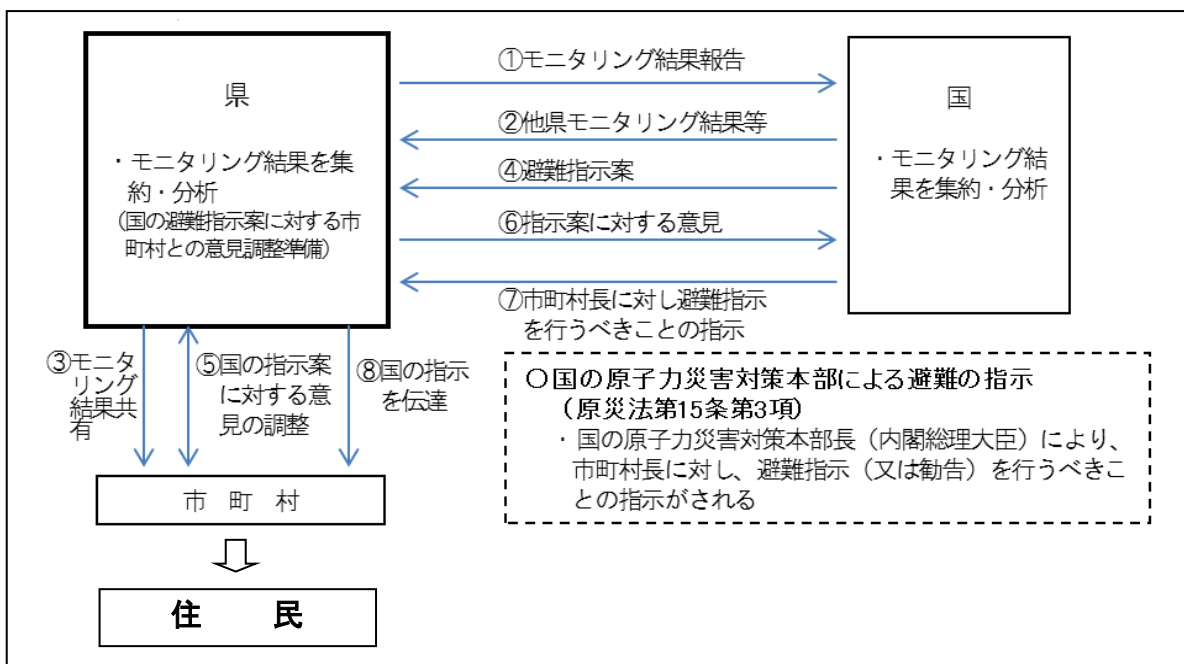 県
・モニタリング結果を集
約・分析
(国の避難指示案に対する市
町村との意見調整準備)
①モニタリング結果報告
②他県モニタリング結果等
④避難指示案
⑥指示案に対する意見
⑦市町村長に対し避難指示
を行うべきことの指示
国
・モニタリング結
果を集約・分析
③モニタ
リング
結果共
有
⑤国の指示案
に対する意
見の調整
⑧国の指示
を伝達
○国の原子力災害対策本部による避難の指示
(原災法第15条第3項)
・国の原子力災害対策本部長(内閣総理大臣)により、
市町村長に対し、避難指示(又は勧告)を行うべきこ
との指示がされる
市 町 村
住 民